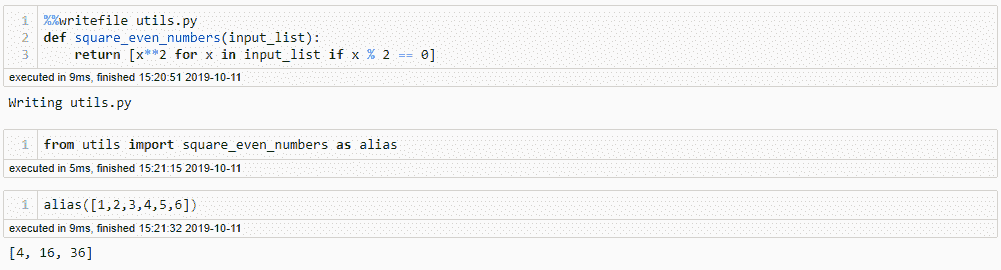 1 %%writefile utils.py
2 def square_even_numbers(input_list):
3     return [x**2 for x in input_list if x % 2 == 0]
executed in 9ms, finished 15:20:51 2019-10-11
Writing utils.py
1 from utils import square_even_numbers as alias
executed in 5ms, finished 15:21:15 2019-10-11
1 alias([1,2,3,4,5,6])
executed in 9ms, finished 15:21:32 2019-10-11
[4, 16, 36]